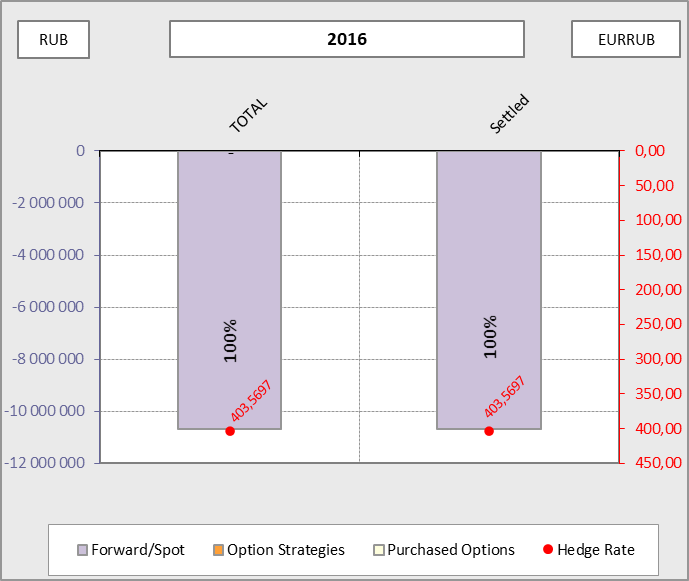 RUB
2016
EURRUB
TOTAL
Settled
0
-2 000 000
-4 000 000
-6 000 000
-8 000 000
-10 000 000
-12 000 000
0,00
50,00
100,00
150,00
200,00
250,00
300,00
350,00
400,00
450,00
100%
403,5697
100%
403,5697
Forward/Spot
Option Strategies
Purchased Options
Hedge Rate